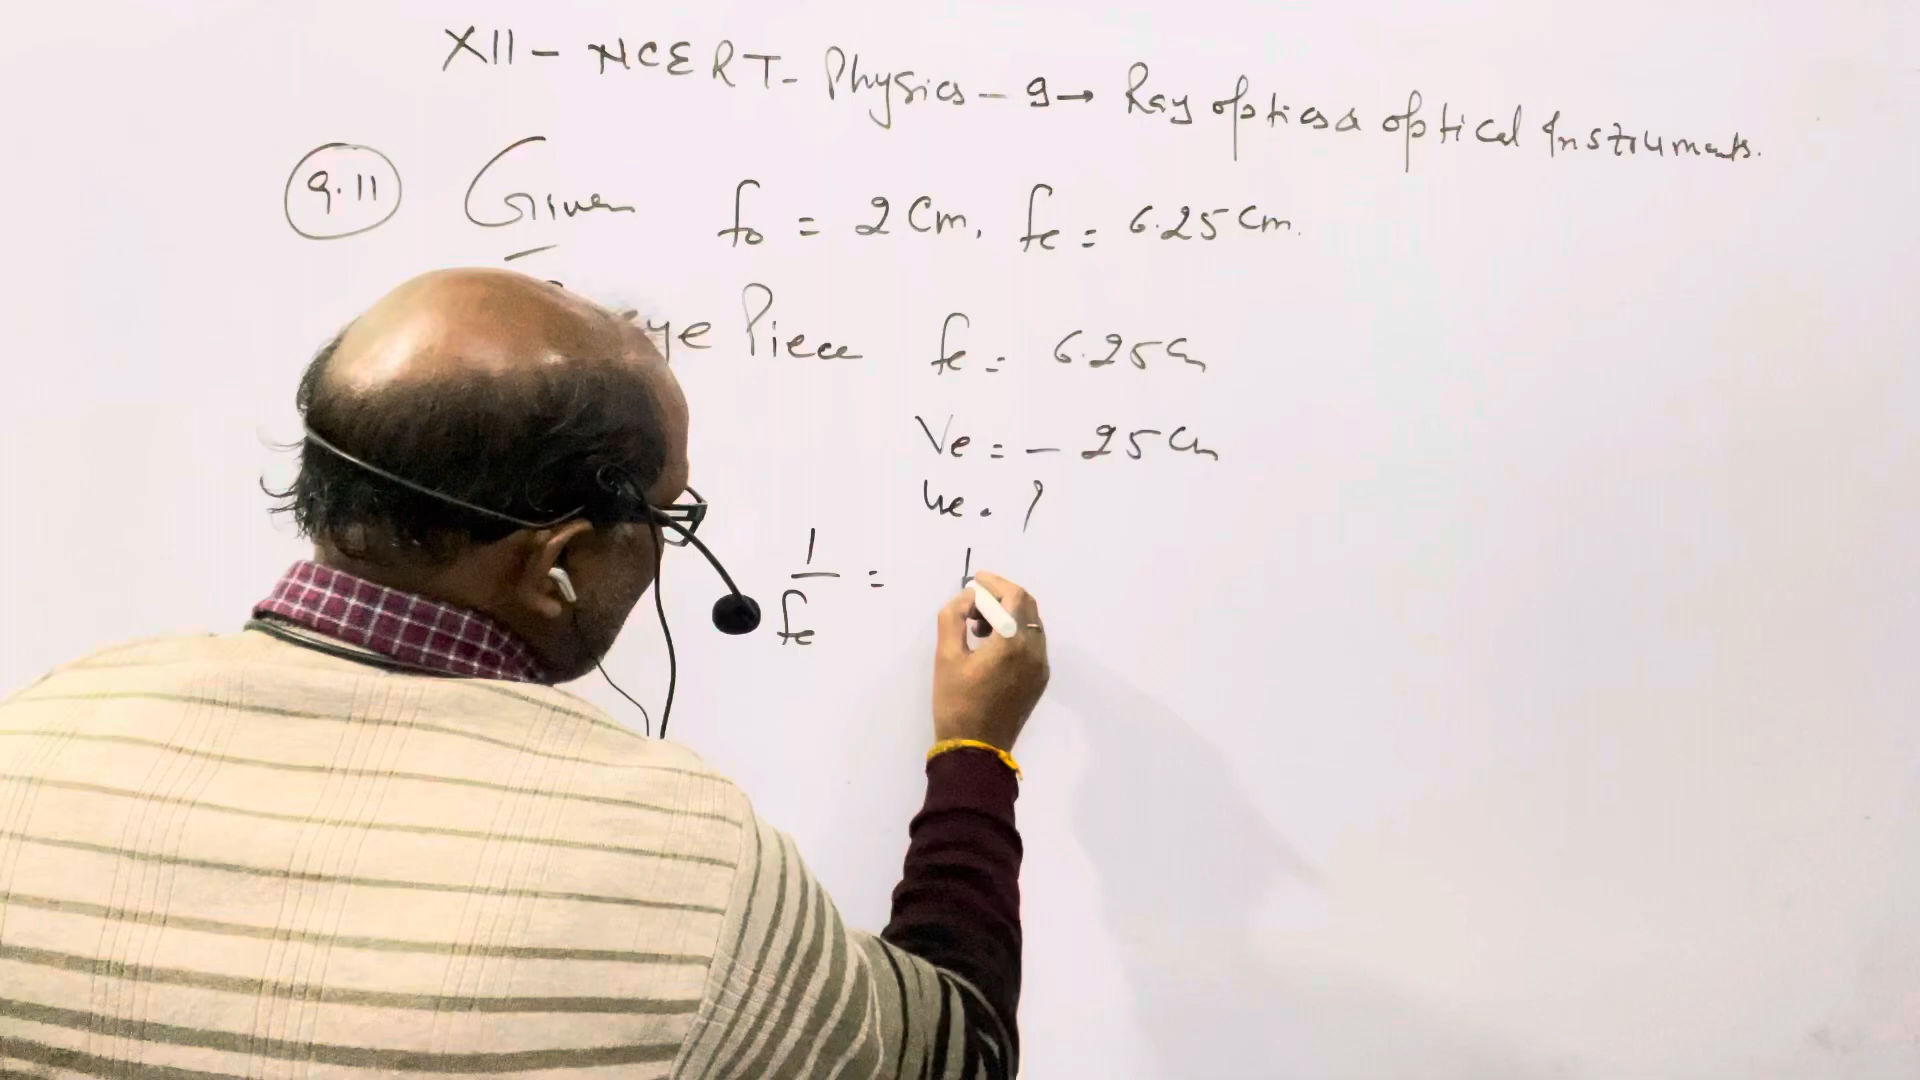 XII - NCERT - Physics - 9 → Ray optics & optical Instruments.
9.11 Given fo = 2 Cm, fe = 6.25 Cm.
ye Piece fe = 6.25 Cm
Ve = - 25 Cm
ue = ?
1/fe = 1